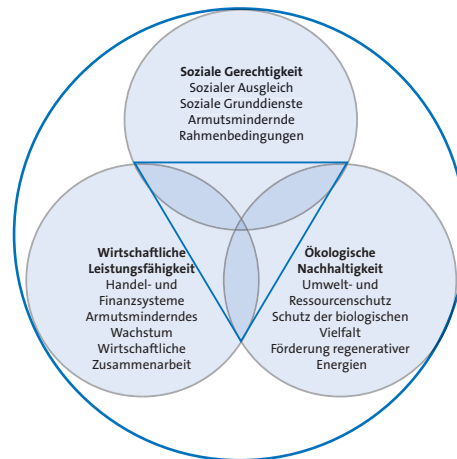 Soziale Gerechtigkeit
Sozialer Ausgleich
Soziale Grunddienste
Armutsmindernde
Rahmenbedingungen
Wirtschaftliche
Leistungsfähigkeit
Handel- und
Finanzsysteme
Armutsminderndes
Wachstum
Wirtschaftliche
Zusammenarbeit
Ökologische
Nachhaltigkeit
Umwelt- und
Ressourcenschutz
Schutz der biologischen
Vielfalt
Förderung regenerativer
Energien